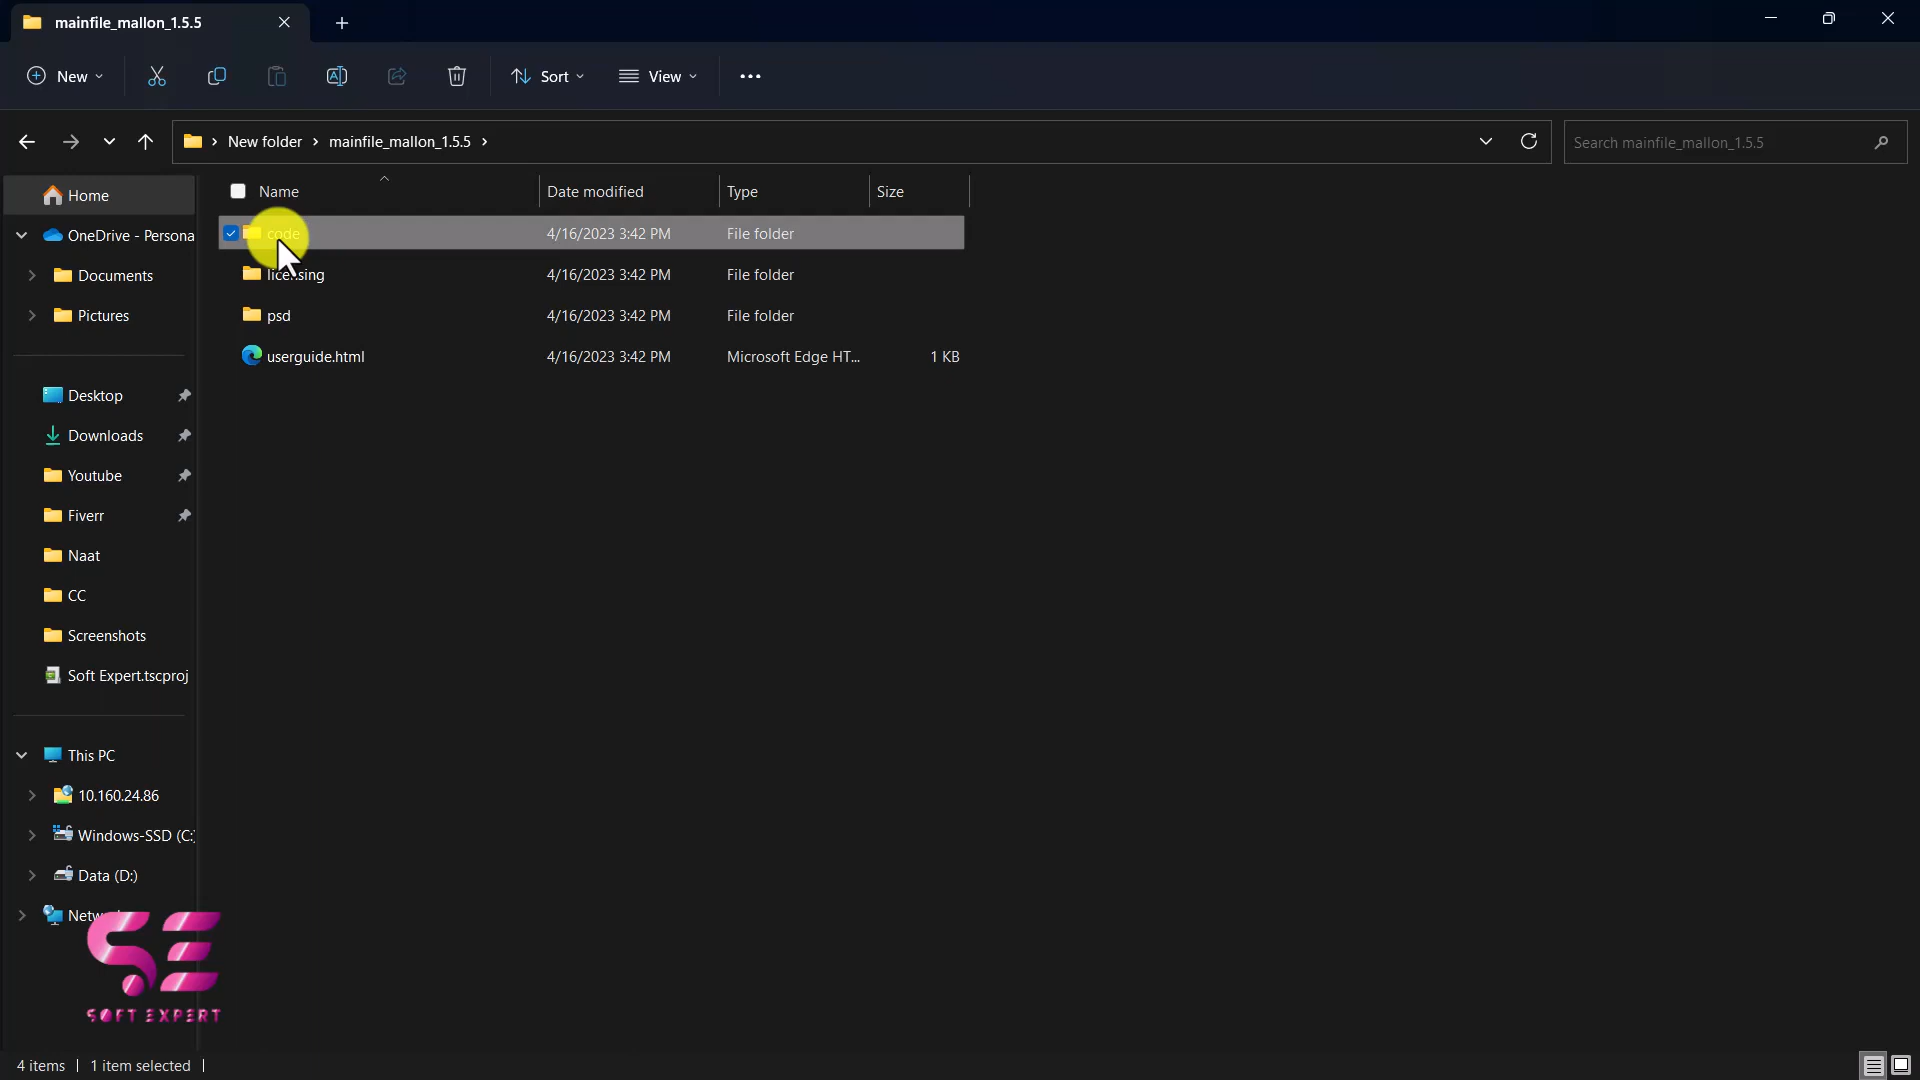 mainfile_mallon_1.5.5
New
Sort
View
New folder
mainfile_mallon_1.5.5
Search mainfile_mallon_1.5.5
Name
Date modified
Type
Size
code
4/16/2023 3:42 PM
File folder
4/16/2023 3:42 PM
File folder
psd
4/16/2023 3:42 PM
File folder
userguide.html
4/16/2023 3:42 PM
Microsoft Edge HT...
1 KB
Home
OneDrive - Persona
Documents
Pictures
Desktop
Downloads
Youtube
Fiverr
Naat
CC
Screenshots
Soft Expert.tscproj
This PC
10.160.24.86
Windows-SSD (C:)
Data (D:)
SE
SOFT EXPERT
4 items
1 item selected